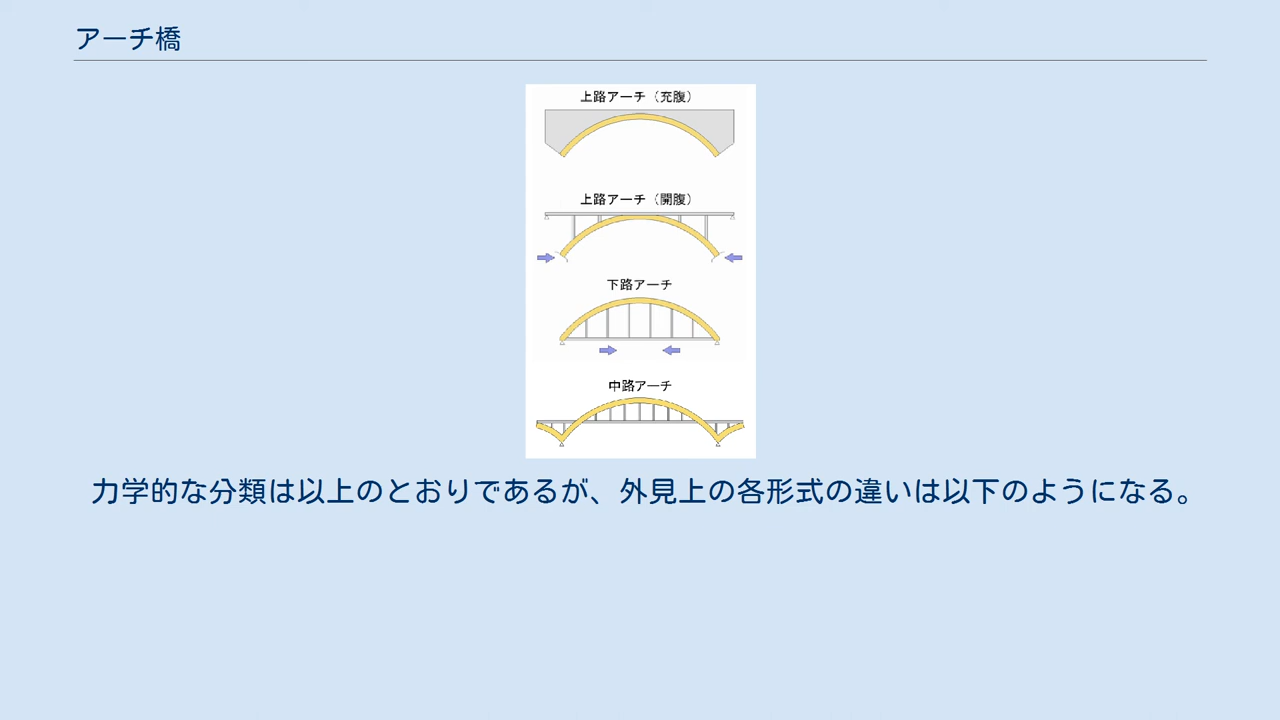 アーチ橋
上路アーチ（充腹）
上路アーチ（開腹）
下路アーチ
中路アーチ
力学的な分類は以上のとおりであるが、外見上の各形式の違いは以下のようになる。